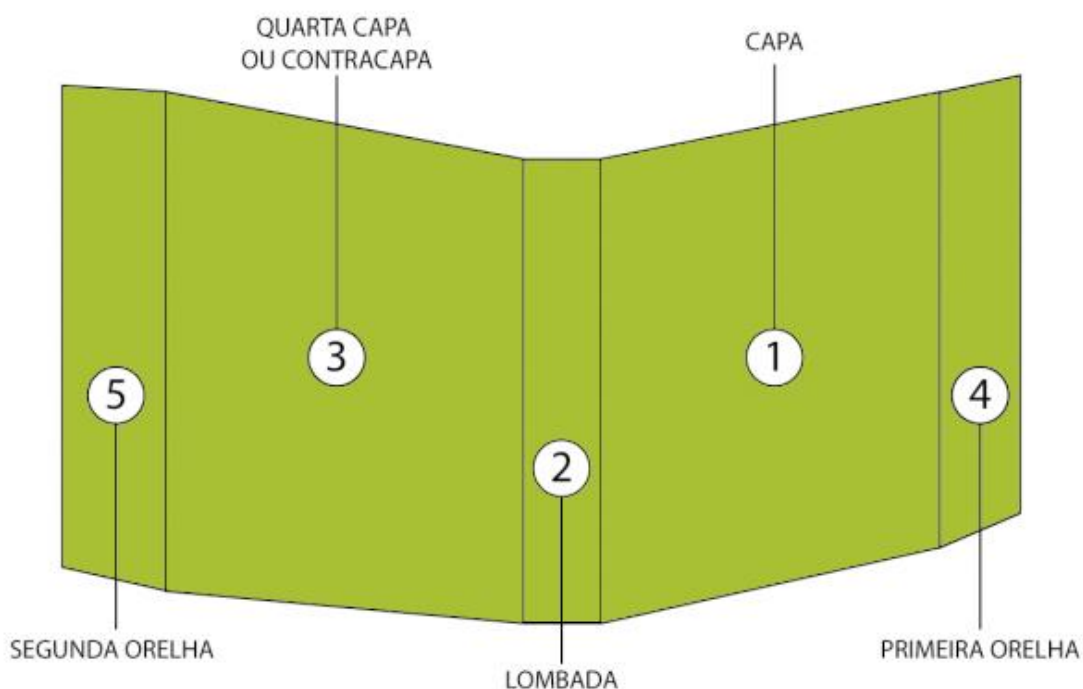 QUARTA CAPA
OU CONTRACAPA
CAPA
3
1
5
4
2
SEGUNDA ORELHA
PRIMEIRA ORELHA
LOMBADA